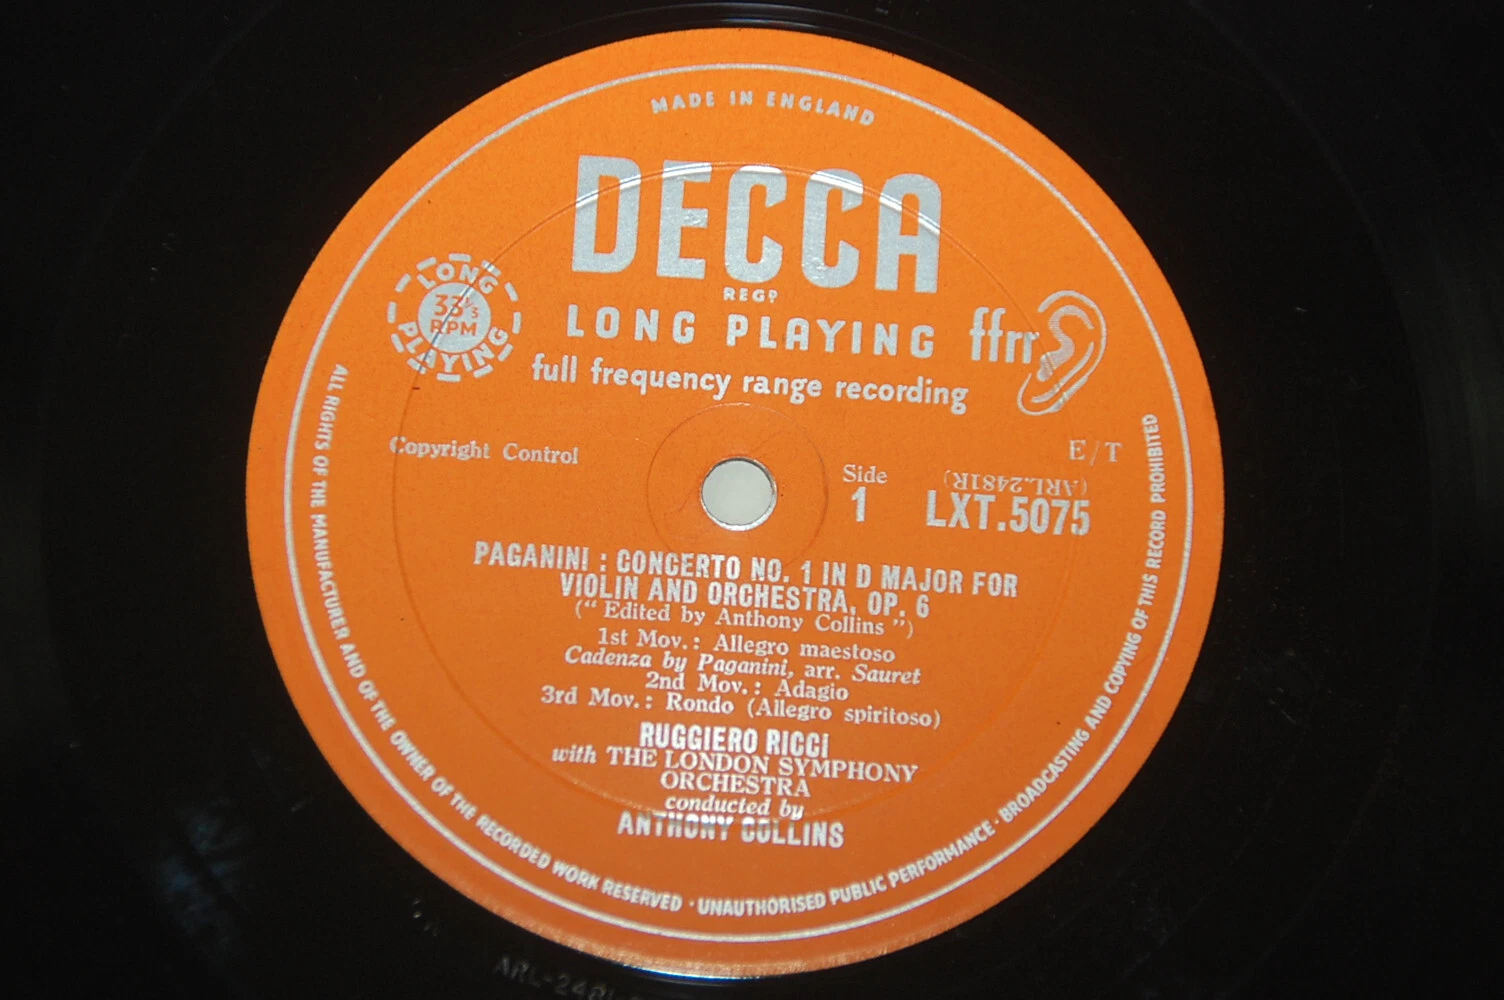 MADE IN ENGLAND
DECCA
REGD
LONG PLAYING
ffrr
full frequency range recording
LONG
33⅓
RPM
PLAYING
Copyright Control
E/T
Side
1
(ARL.2481R)
LXT.5075
PAGANINI : CONCERTO NO. 1 IN D MAJOR FOR
VIOLIN AND ORCHESTRA, OP. 6
(“ Edited by Anthony Collins ”)
1st Mov.: Allegro maestoso
Cadenza by Paganini, arr. Sauret
2nd Mov.: Adagio
3rd Mov.: Rondo (Allegro spiritoso)
RUGGIERO RICCI
with THE LONDON SYMPHONY
ORCHESTRA
conducted by
ANTHONY COLLINS
ALL RIGHTS OF THE MANUFACTURER AND OF THE OWNER OF THE RECORDED WORK RESERVED · UNAUTHORISED PUBLIC PERFORMANCE · BROADCASTING AND COPYING OF THIS RECORD PROHIBITED